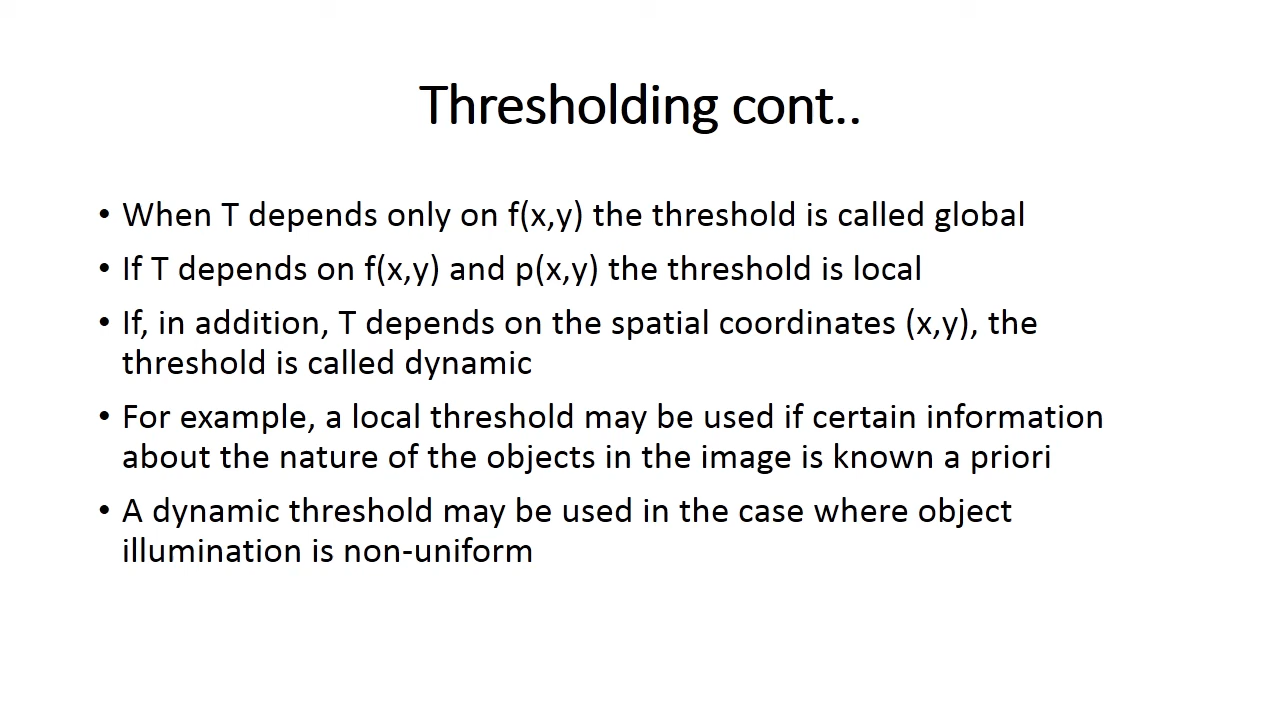 Thresholding cont..
• When T depends only on f(x,y) the threshold is called global
• If T depends on f(x,y) and p(x,y) the threshold is local
• If, in addition, T depends on the spatial coordinates (x,y), the
threshold is called dynamic
• For example, a local threshold may be used if certain information
about the nature of the objects in the image is known a priori
• A dynamic threshold may be used in the case where object
illumination is non-uniform